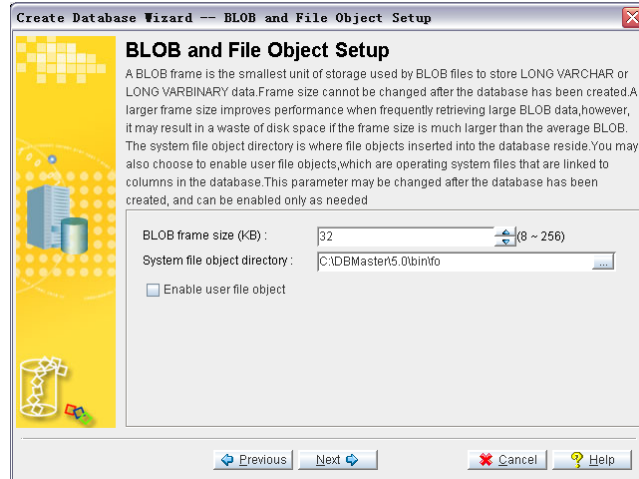 Create Database Wizard -- BLOB and File Object Setup
BLOB and File Object Setup
A BLOB frame is the smallest unit of storage used by BLOB files to store LONG VARCHAR or
LONG VARBINARY data.Frame size cannot be changed after the database has been created.A
larger frame size improves performance when frequently retrieving large BLOB data,however,
it may result in a waste of disk space if the frame size is much larger than the average BLOB.
The system file object directory is where file objects inserted into the database reside.You may
also choose to enable user file objects,which are operating system files that are linked to
columns in the database.This parameter may be changed after the database has been
created, and can be enabled only as needed
BLOB frame size (KB) : 32 (8 ~ 256)
System file object directory : C:\DBMaster\5.0\bin\fo ...
Enable user file object
Previous Next Cancel Help